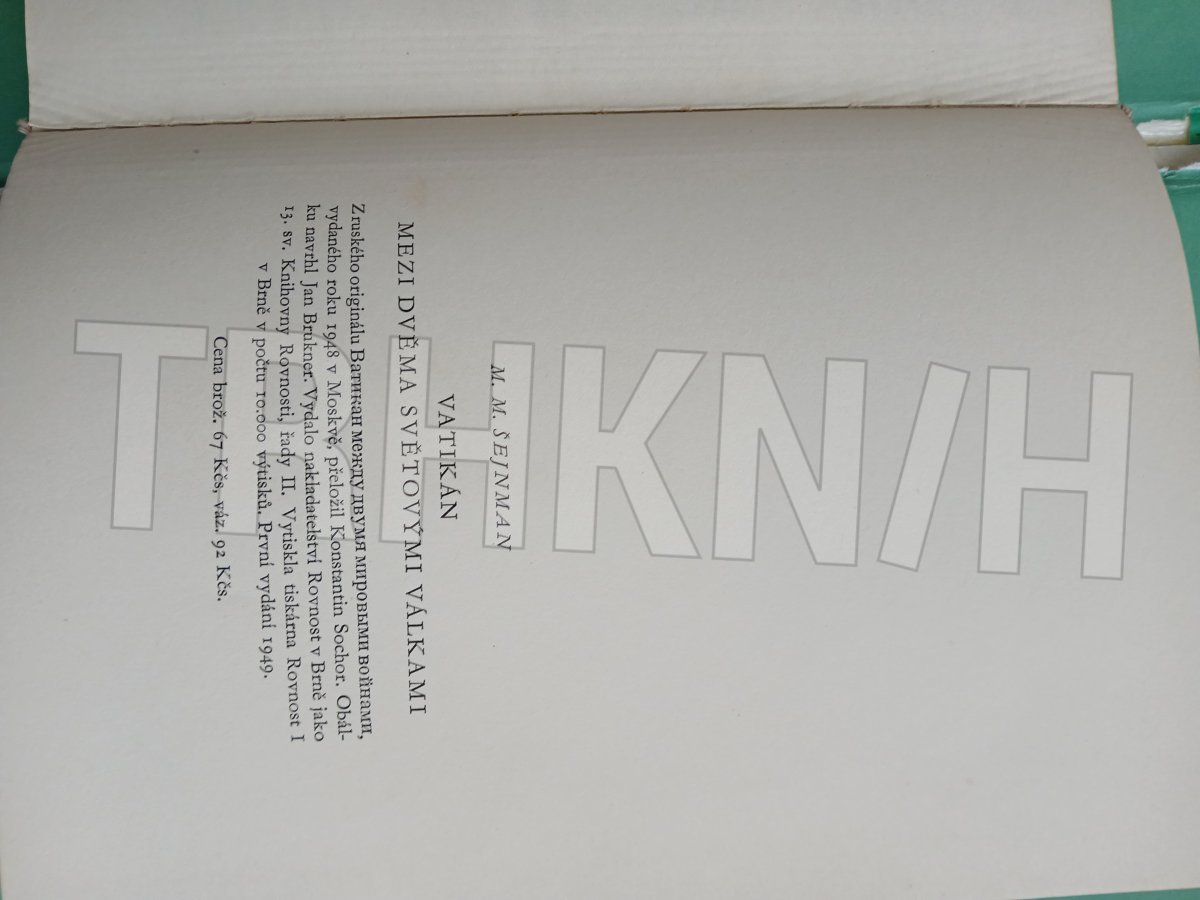 M. M. ŠEJNMAN
VATIKÁN
MEZI DVĚMA SVĚTOVÝMI VÁLKAMI
Z ruského originálu Ватикан между двумя мировыми войнами,
vydaného roku 1948 v Moskvě, přeložil Konstantin Sochor. Obál-
ku navrhl Jan Brukner. Vydalo nakladatelství Rovnost v Brně jako
13. sv. Knihovny Rovnosti, řady II. Vytiskla tiskárna Rovnost I
v Brně v počtu 10.000 výtisků. První vydání 1949.
Cena brož. 67 Kčs, váz. 92 Kčs.
TRHKNIH